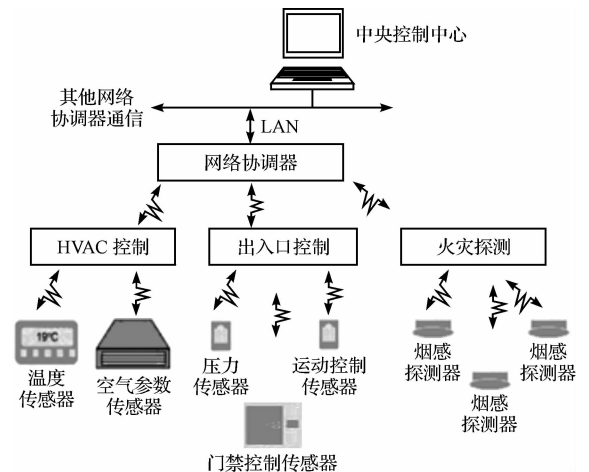 中央控制中心
其他网络
协调器通信
LAN
网络协调器
HVAC 控制
出入口控制
火灾探测
19℃
温度
传感器
空气参数
传感器
压力
传感器
运动控制
传感器
门禁控制传感器
烟感
探测器
烟感
探测器
烟感
探测器